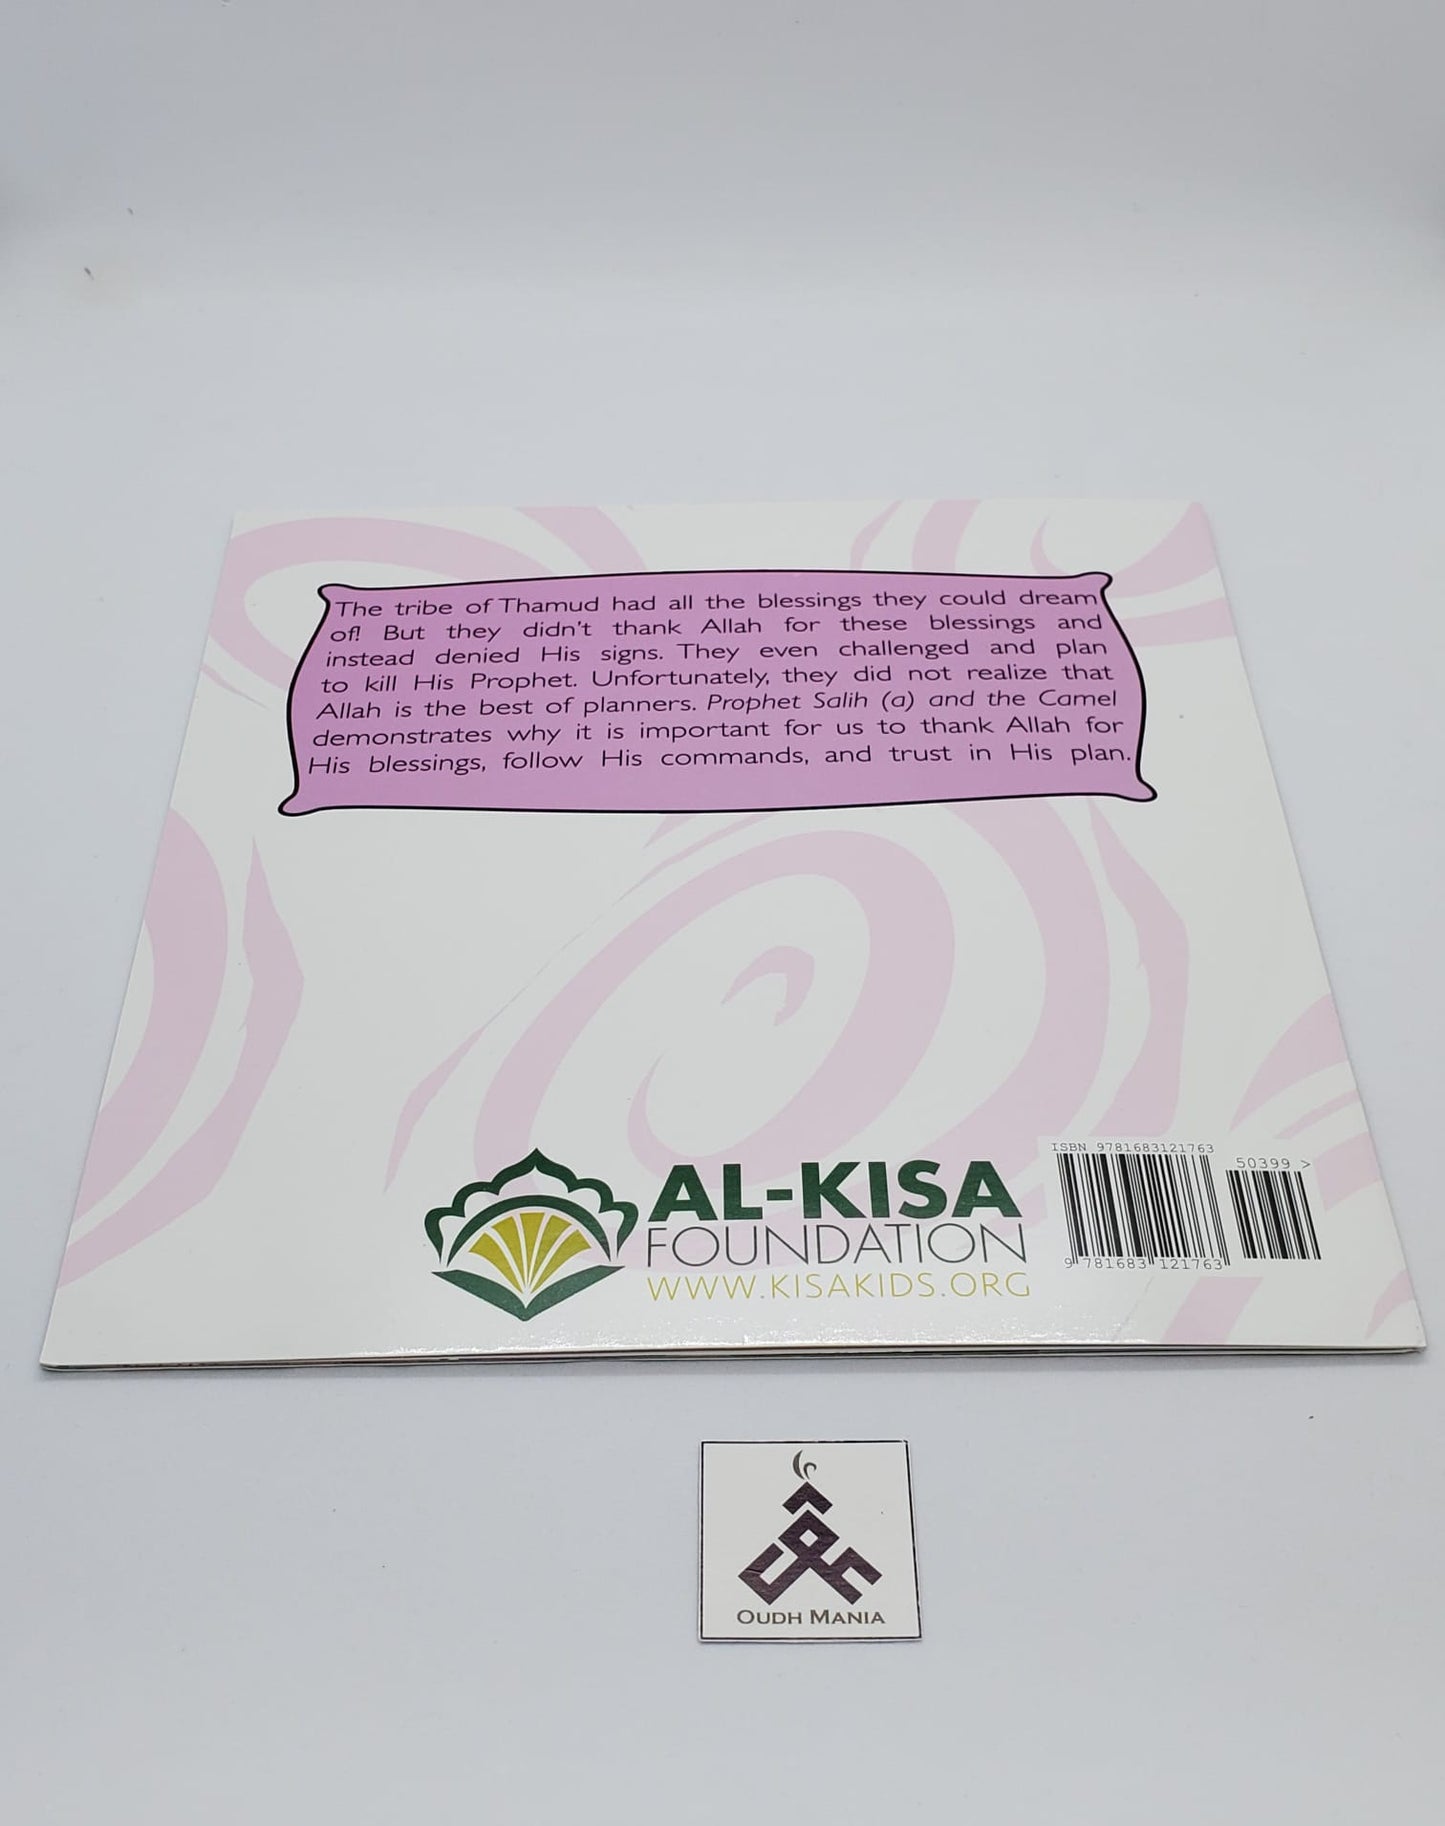 The tribe of Thamud had all the blessings they could dream
of! But they didn't thank Allah for these blessings and
instead denied His signs. They even challenged and plan
to kill His Prophet. Unfortunately, they did not realize that
Allah is the best of planners. Prophet Salih (a) and the Camel
demonstrates why it is important for us to thank Allah for
His blessings, follow His commands, and trust in His plan.
AL-KISA
FOUNDATION
WWW.KISAKIDS.ORG
ISBN 9781683121763
50399 >
9 781683 121763
OUDH MANIA